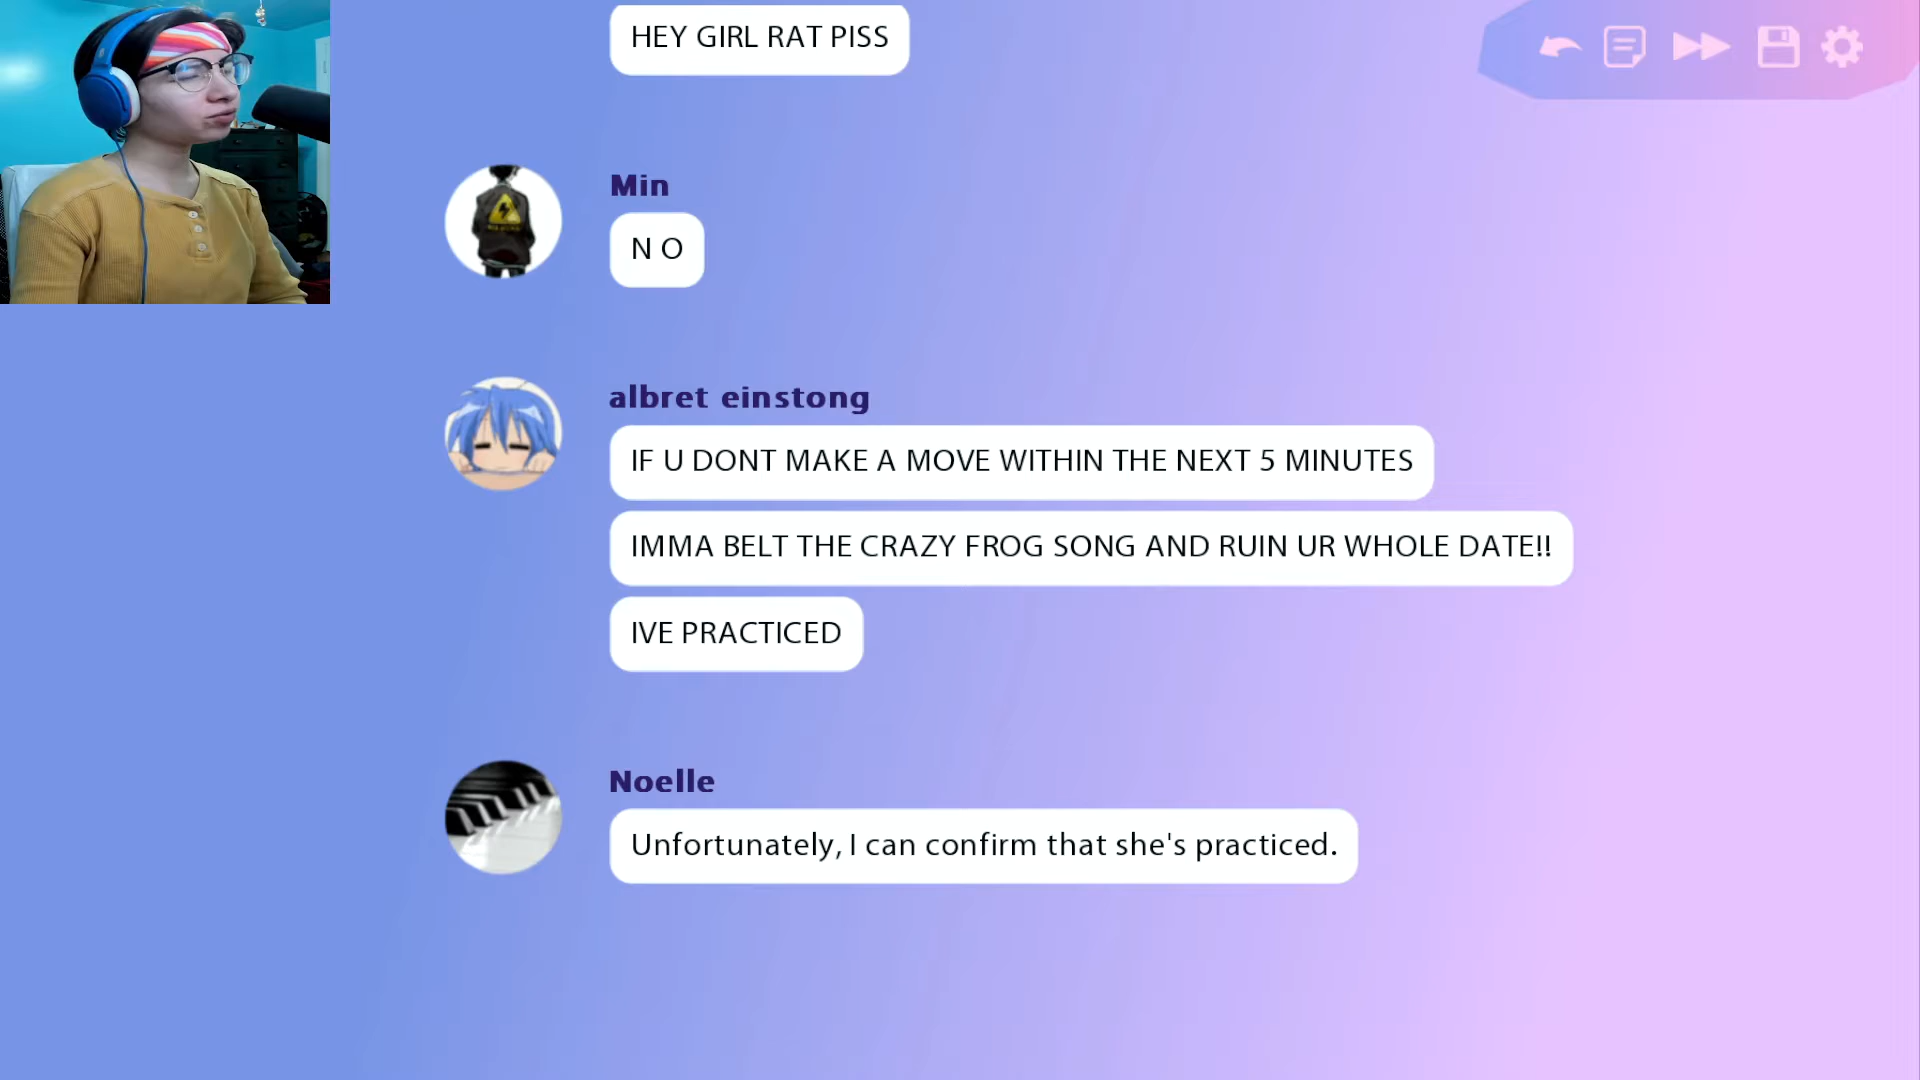 HEY GIRL RAT PISS
Min
N O
albret einstong
IF U DONT MAKE A MOVE WITHIN THE NEXT 5 MINUTES
IMMA BELT THE CRAZY FROG SONG AND RUIN UR WHOLE DATE!!
IVE PRACTICED
Noelle
Unfortunately, I can confirm that she's practiced.